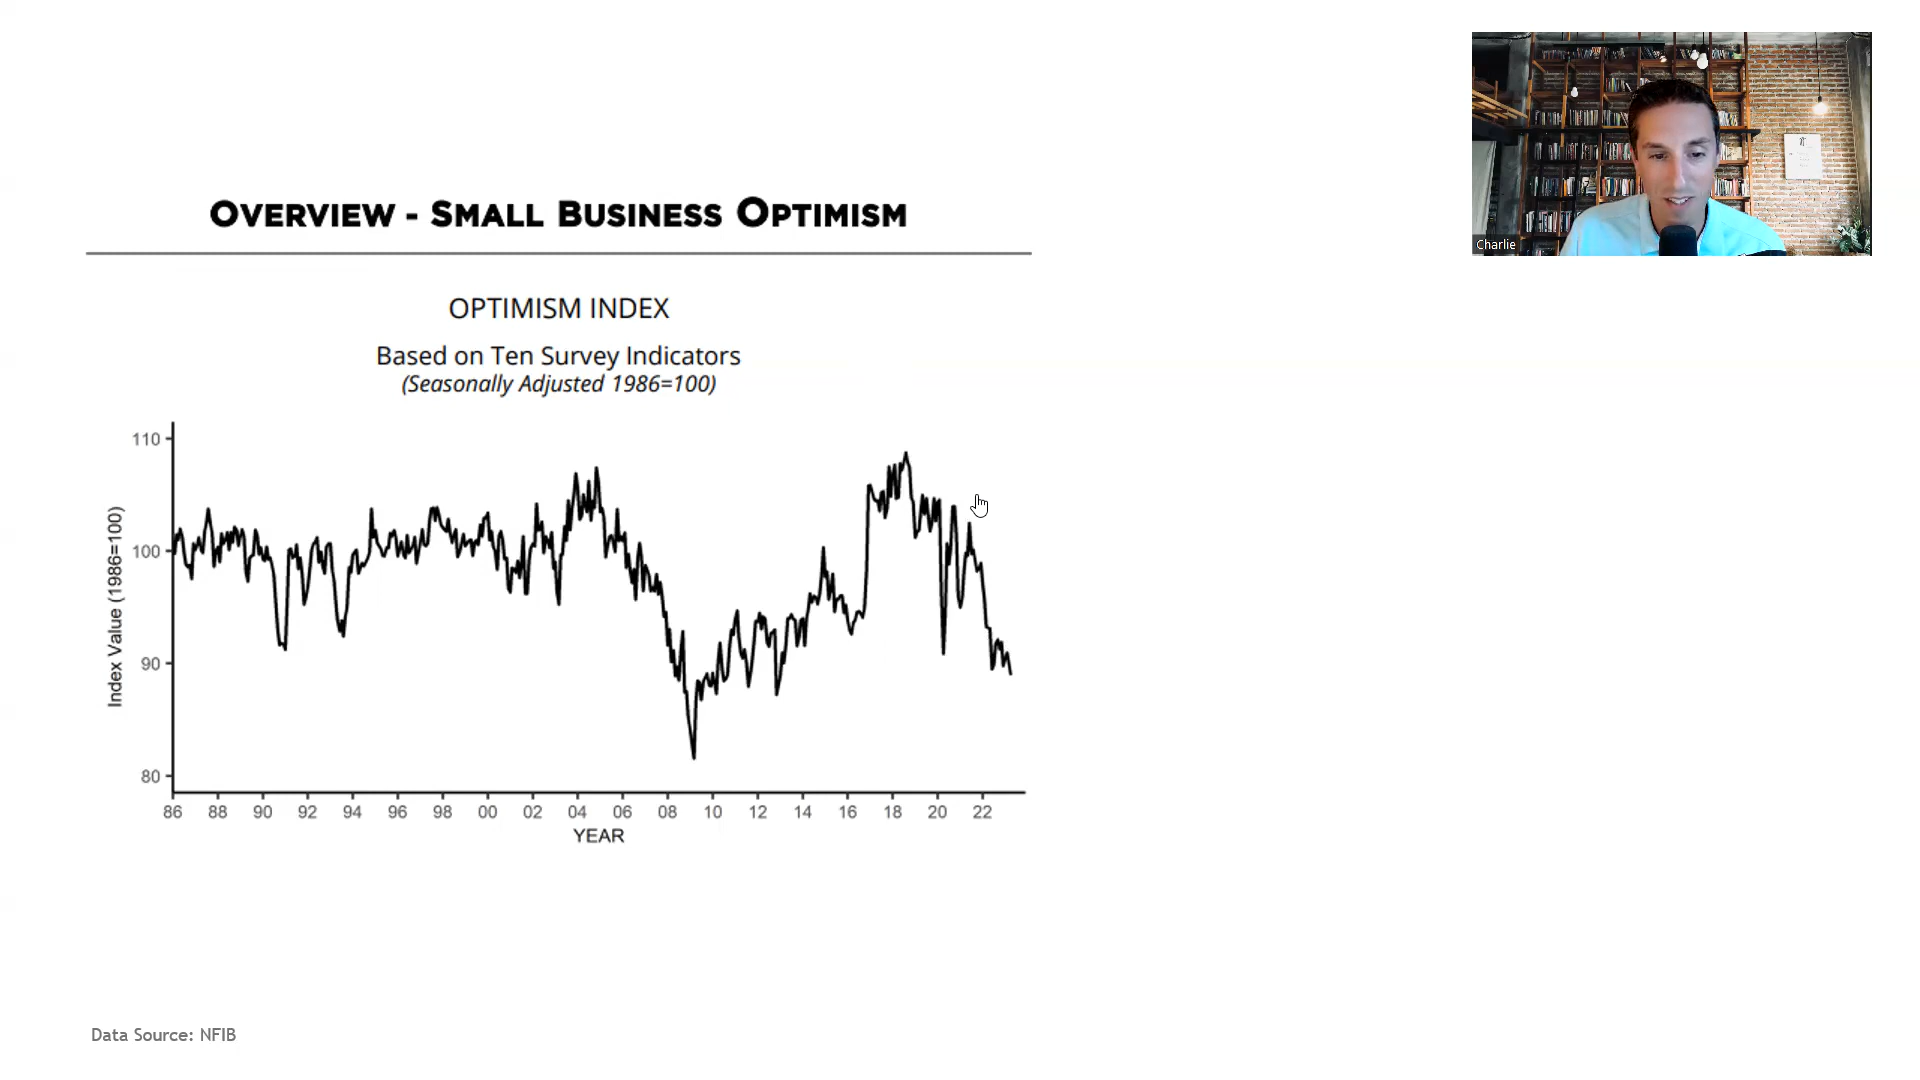 Charlie
OVERVIEW - SMALL BUSINESS OPTIMISM
OPTIMISM INDEX
Based on Ten Survey Indicators
(Seasonally Adjusted 1986=100)
Index Value (1986=100)
110
100
90
80
86 88 90 92 94 96 98 00 02 04 06 08 10 12 14 16 18 20 22
YEAR
Data Source: NFIB